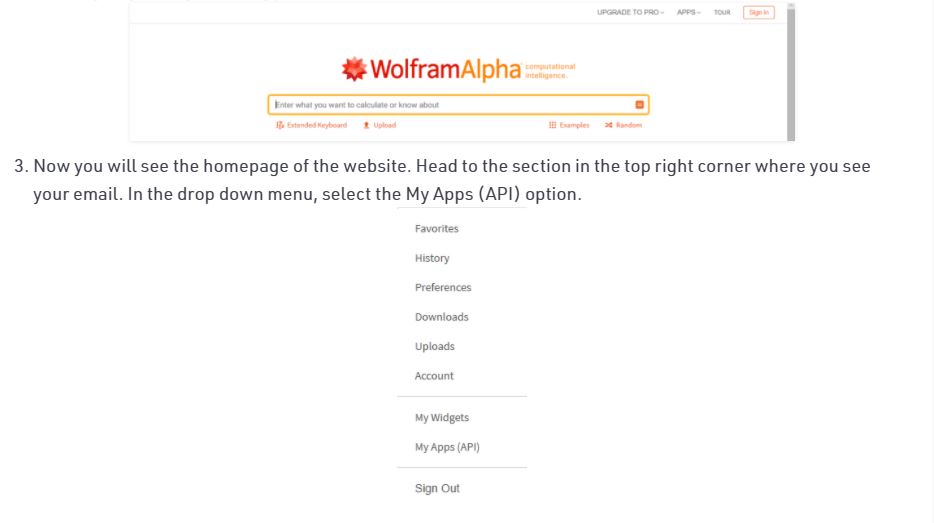 UPGRADE TO PRO APPS TOUR Sign in
WolframAlpha computational intelligence.
Enter what you want to calculate or know about
Extended Keyboard Upload Examples Random
3. Now you will see the homepage of the website. Head to the section in the top right corner where you see
your email. In the drop down menu, select the My Apps (API) option.
Favorites
History
Preferences
Downloads
Uploads
Account
My Widgets
My Apps (API)
Sign Out